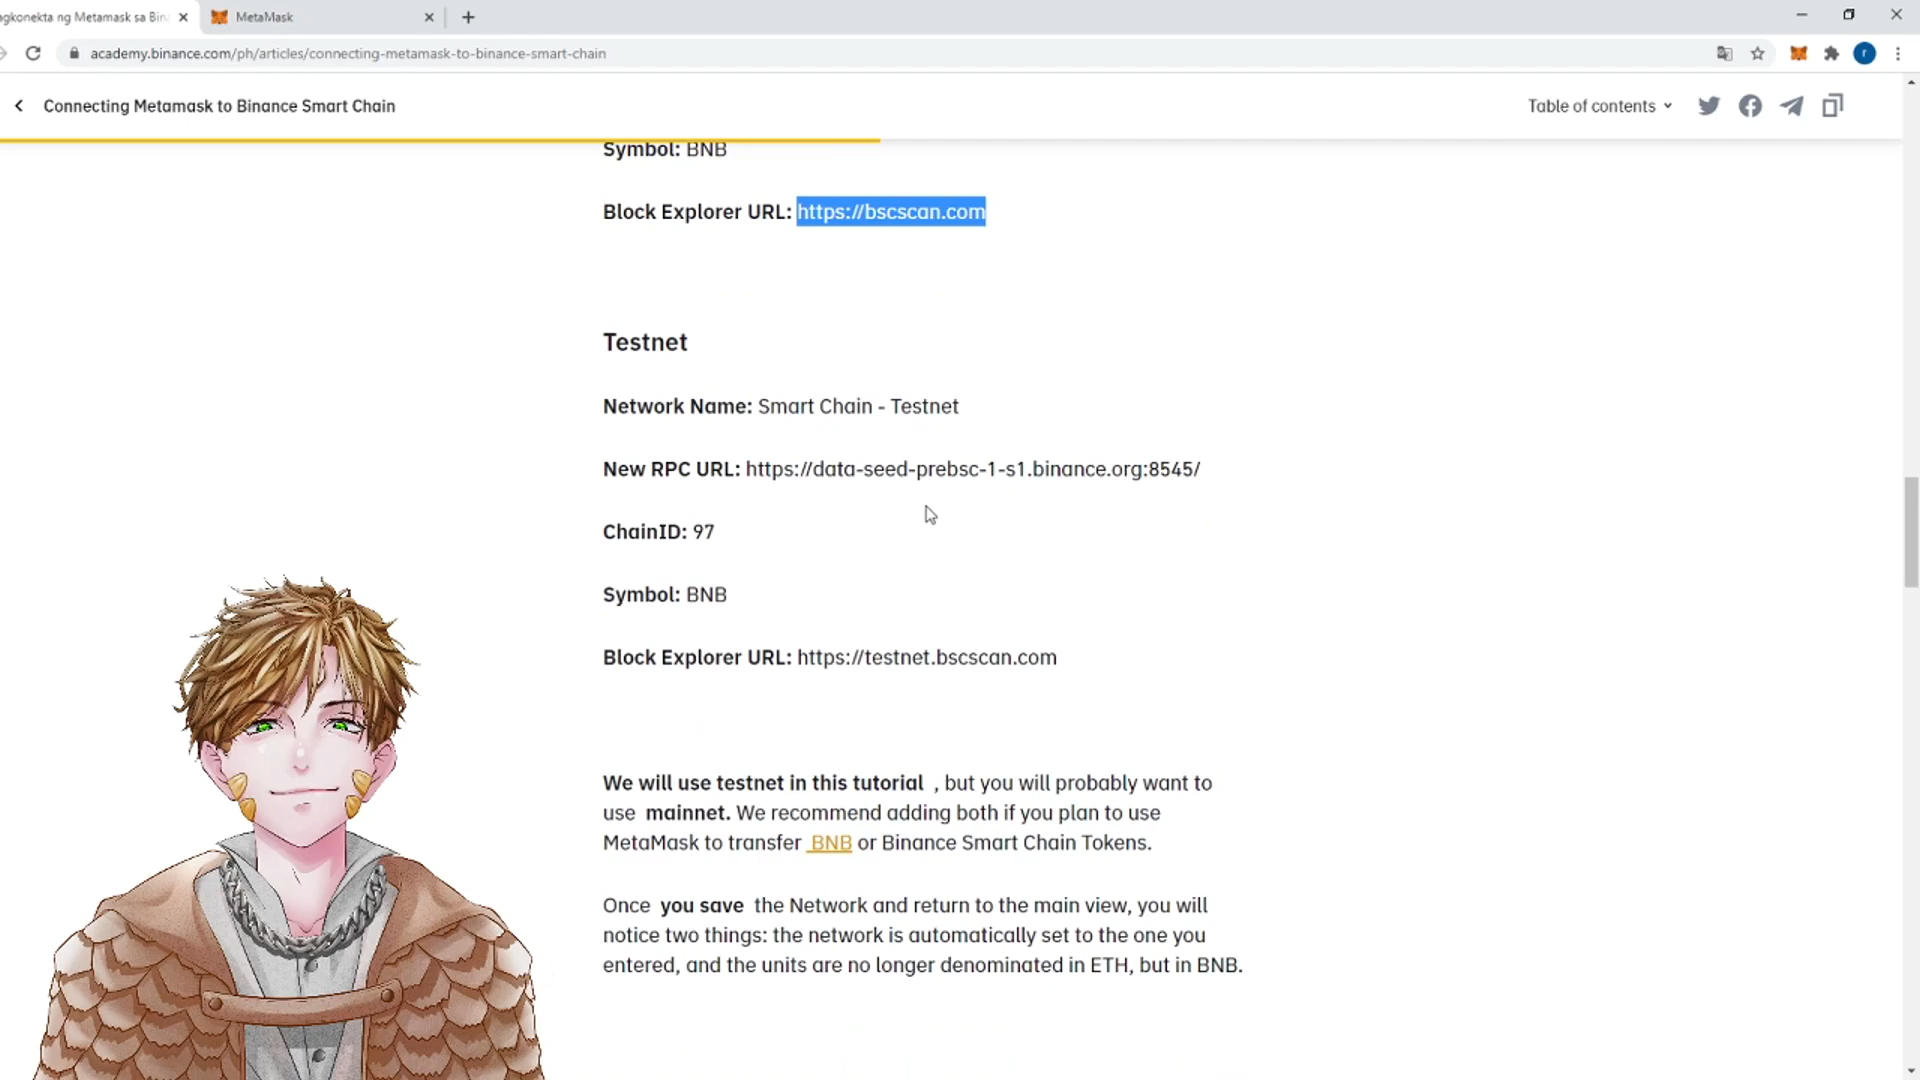 agkonekta ng Metamask sa Bin
MetaMask
academy.binance.com/ph/articles/connecting-metamask-to-binance-smart-chain
r
Connecting Metamask to Binance Smart Chain
Table of contents
Symbol: BNB
Block Explorer URL: https://bscscan.com
Testnet
Network Name: Smart Chain - Testnet
New RPC URL: https://data-seed-prebsc-1-s1.binance.org:8545/
ChainID: 97
Symbol: BNB
Block Explorer URL: https://testnet.bscscan.com
We will use testnet in this tutorial , but you will probably want to
use mainnet. We recommend adding both if you plan to use
MetaMask to transfer BNB or Binance Smart Chain Tokens.
Once you save the Network and return to the main view, you will
notice two things: the network is automatically set to the one you
entered, and the units are no longer denominated in ETH, but in BNB.